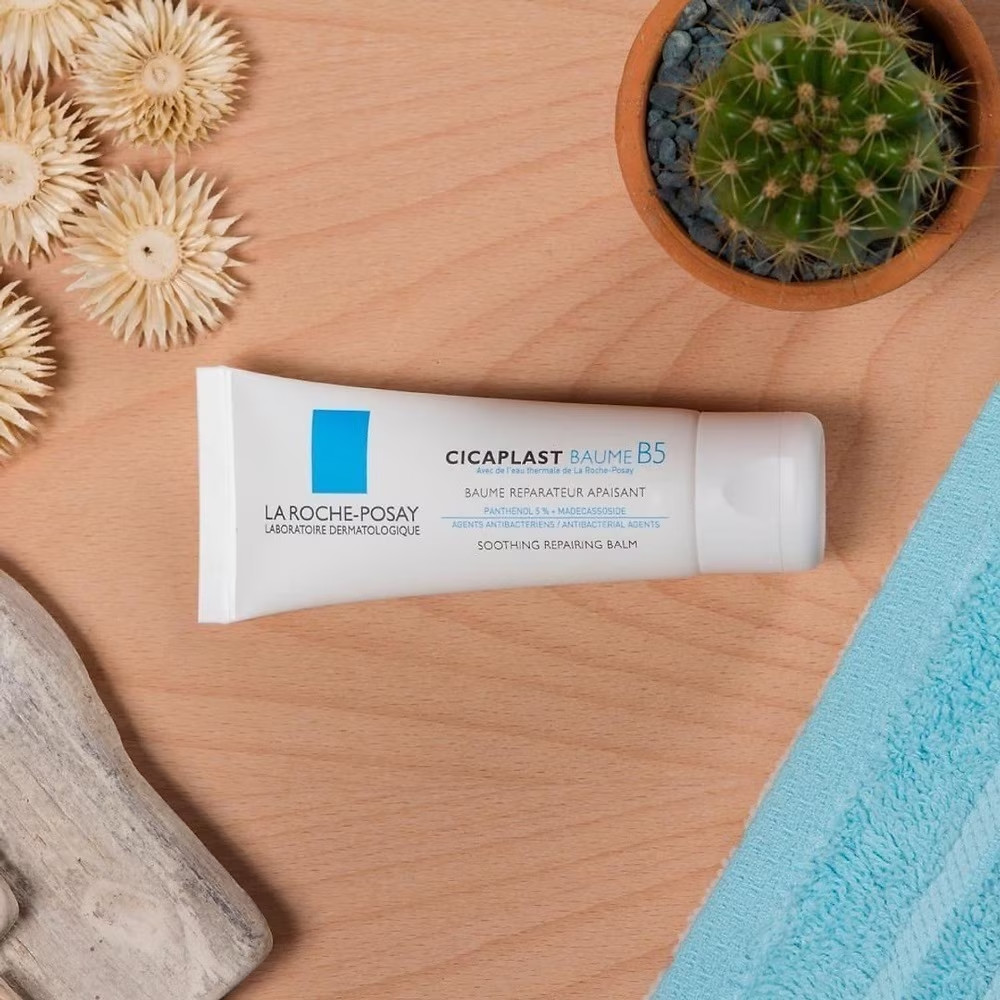 LA ROCHE-POSAY
LABORATOIRE DERMATOLOGIQUE
CICAPLAST BAUME B5
Avec de l'eau thermale de La Roche-Posay
BAUME REPARATEUR APAISANT
PANTHENOL 5% + MADECASSOSIDE
AGENTS ANTIBACTERIENS / ANTIBACTERIAL AGENTS
SOOTHING REPAIRING BALM